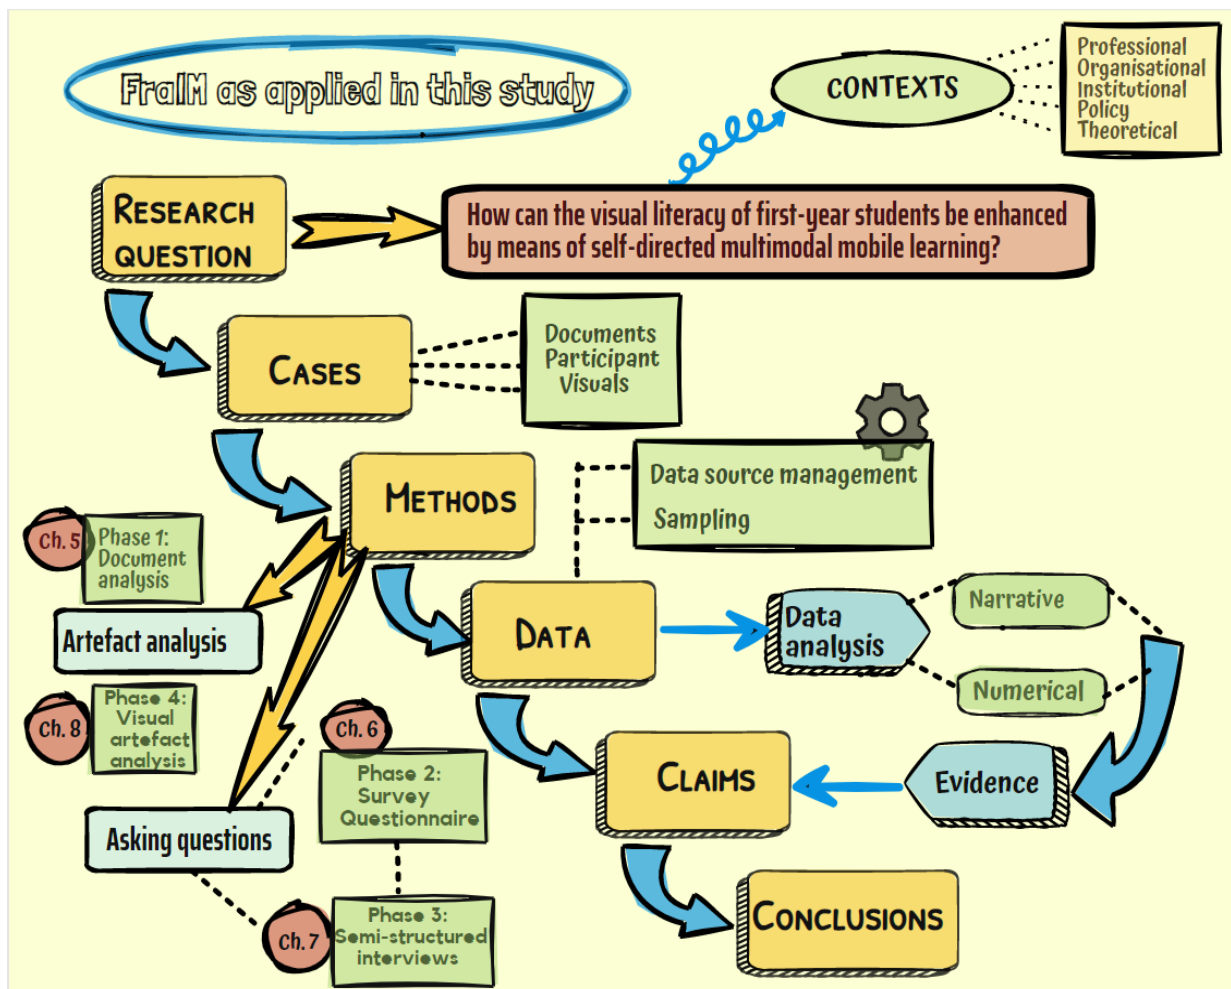 FraIM as applied in this study
CONTEXTS
Professional
Organisational
Institutional
Policy
Theoretical
RESEARCH
QUESTION
How can the visual literacy of first-year students be enhanced
by means of self-directed multimodal mobile learning?
CASES
Documents
Participant
Visuals
METHODS
Data source management
Sampling
Ch. 5
Phase 1:
Document
analysis
Artefact analysis
Ch. 8
Phase 4:
Visual
artefact
analysis
DATA
Data
analysis
Narrative
Numerical
Ch. 6
Phase 2:
Survey
Questionnaire
Asking questions
Ch. 7
Phase 3:
Semi-structured
interviews
CLAIMS
Evidence
CONCLUSIONS